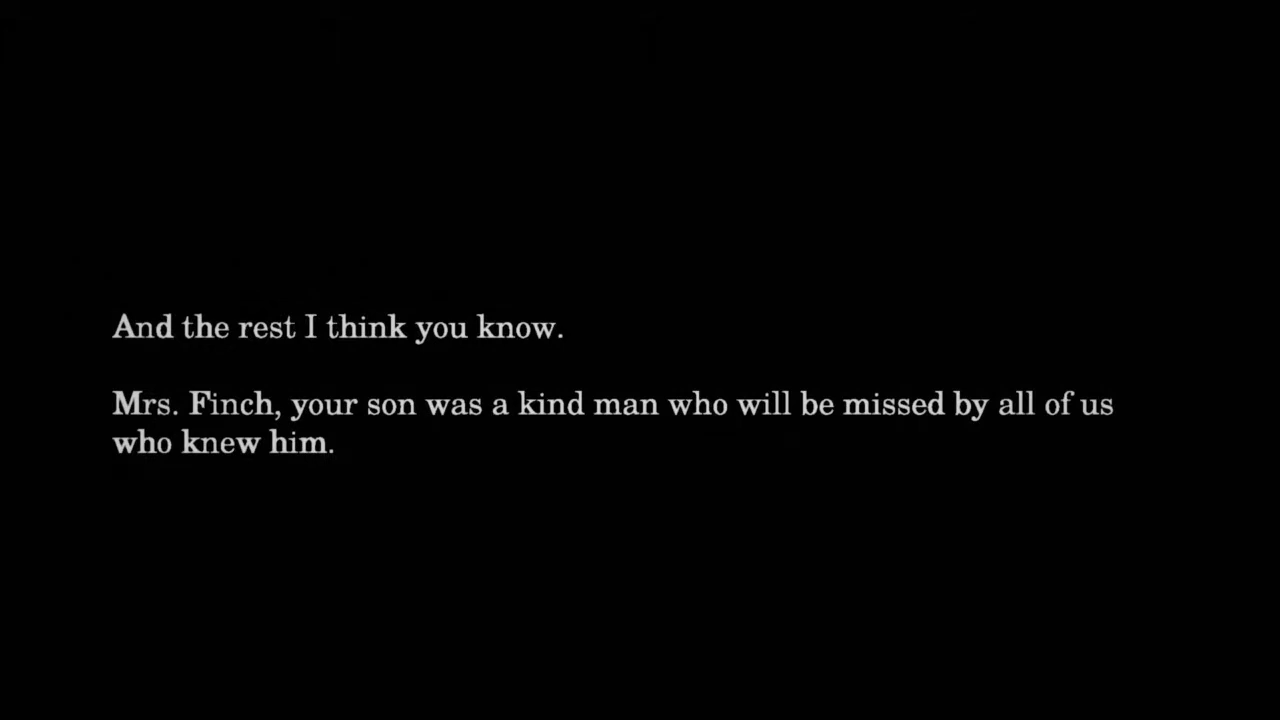 And the rest I think you know.
Mrs. Finch, your son was a kind man who will be missed by all of us
who knew him.